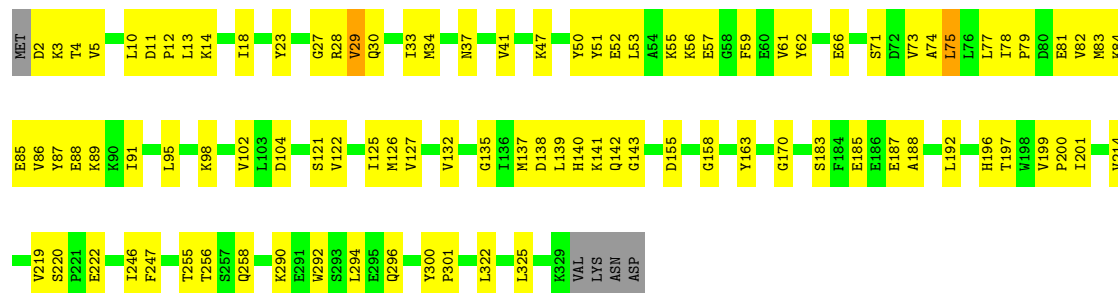 MET D2 K3 T4 V5 L10 D11 P12 L13 K14 I18 Y23 G27 R28 V29 Q30 I33 M34 N37 V41 K47 Y50 Y51 E52 L53 A54 K55 K56 E57 G58 F59 E60 V61 Y62 E66 S71 D72 V73 A74 L75 L76 L77 I78 P79 D80 E81 V82 M83
E85 V86 Y87 E88 K89 K90 I91 L95 K98 V102 L103 D104 S121 V122 I125 M126 V127 V132 G135 I136 M137 D138 L139 H140 K141 Q142 G143 D155 G158 Y163 G170 S183 F184 E185 E186 E187 A188 L192 H196 T197 W198 V199 P200 I201
V219 S220 P221 E222 I246 F247 T255 T256 S257 Q258 K290 E291 W292 S293 L294 E295 Q296 Y300 P301 L322 L325 K329 VAL LYS ASN ASP